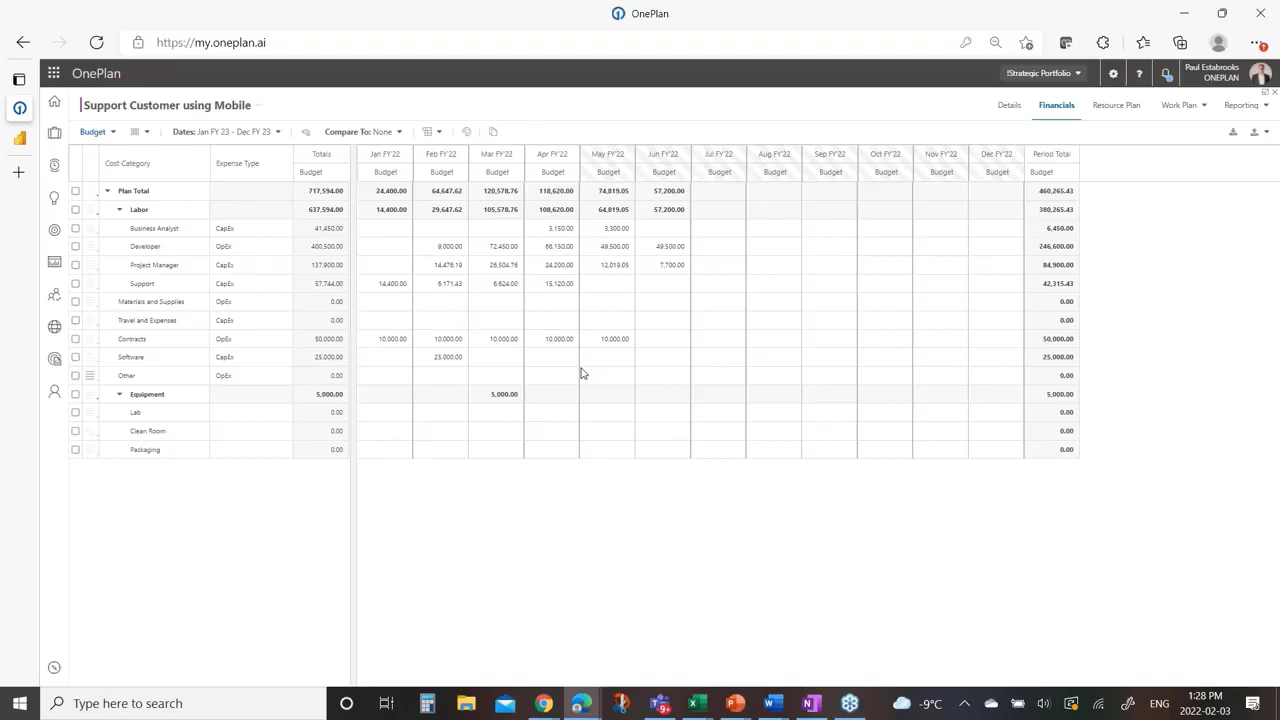 OnePlan
https://my.oneplan.ai
OnePlan
!Strategic Portfolio
?
Paul Estabrooks
ONEPLAN
Support Customer using Mobile
Details Financials Resource Plan Work Plan Reporting
Budget Dates: Jan FY 23 - Dec FY 23 Compare To: None
Cost Category Expense Type Totals Jan FY'22 Feb FY'22 Mar FY'22 Apr FY'22 May FY'22 Jun FY'22 Jul FY'22 Aug FY'22 Sep FY'22 Oct FY'22 Nov FY'22 Dec FY'22 Period Total
Budget Budget Budget Budget Budget Budget Budget Budget Budget Budget Budget Budget Budget Budget
Plan Total 717,594.00 24,400.00 64,647.62 120,578.76 118,620.00 74,819.05 57,200.00 460,265.43
Labor 637,594.00 14,400.00 29,647.62 105,578.76 108,620.00 64,819.05 57,200.00 380,265.43
Business Analyst CapEx 41,450.00 3,150.00 3,300.00 6,450.00
Developer OpEx 400,500.00 9,000.00 72,450.00 66,150.00 49,500.00 49,500.00 246,600.00
Project Manager CapEx 137,900.00 14,476.19 26,504.76 24,200.00 12,019.05 7,700.00 84,900.00
Support CapEx 57,744.00 14,400.00 6,171.43 6,624.00 15,120.00 42,315.43
Materials and Supplies OpEx 0.00 0.00
Travel and Expenses CapEx 0.00 0.00
Contracts OpEx 50,000.00 10,000.00 10,000.00 10,000.00 10,000.00 10,000.00 50,000.00
Software CapEx 25,000.00 25,000.00 25,000.00
Other OpEx 0.00 0.00
Equipment 5,000.00 5,000.00 5,000.00
Lab 0.00 0.00
Clean Room 0.00 0.00
Packaging 0.00 0.00
Type here to search
9+
-9°C
ENG
1:28 PM
2022-02-03